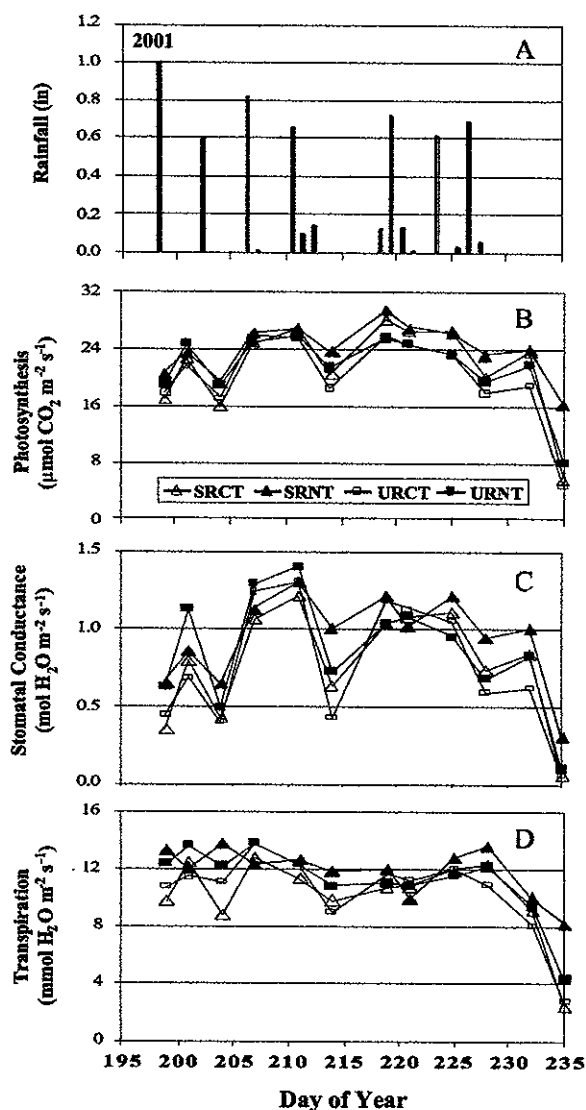 2001
A
Rainfall (in)
1.2
1.0
0.8
0.6
0.4
0.2
0.0
B
Photosynthesis
(µmol CO₂ m⁻² s⁻¹)
32
24
16
8
0
SRCT SRNT URCT URNT
C
Stomatal Conductance
(mol H₂O m⁻² s⁻¹)
1.5
1.0
0.5
0.0
D
Transpiration
(mmol H₂O m⁻² s⁻¹)
16
12
8
4
0
195 200 205 210 215 220 225 230 235
Day of Year